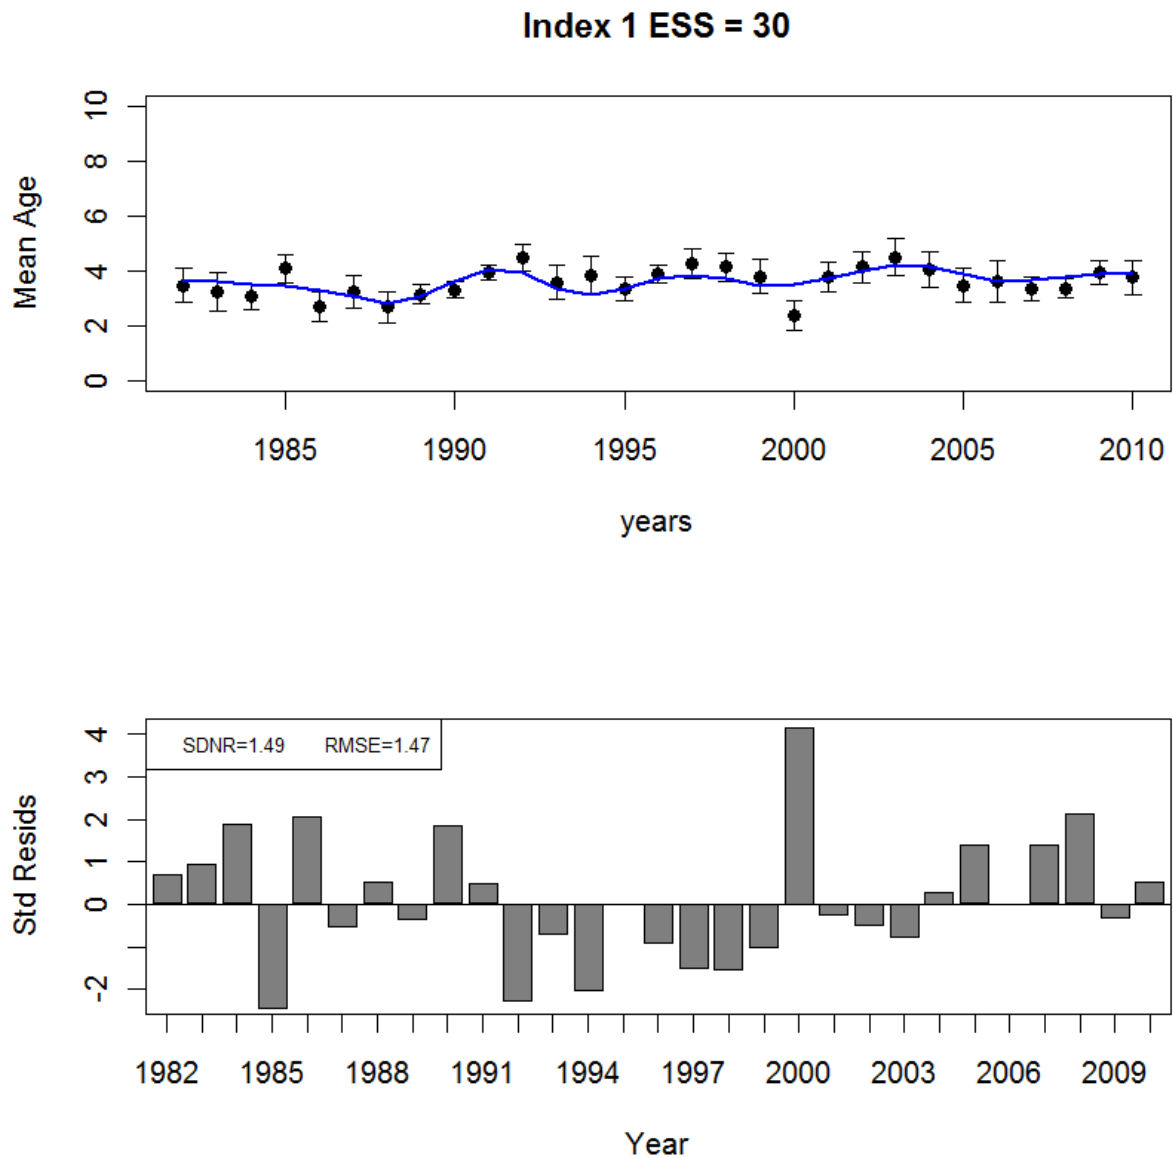 Index 1 ESS = 30
Mean Age
10
8
6
4
2
0
1985 1990 1995 2000 2005 2010
years
Std Resids
SDNR=1.49 RMSE=1.47
4
3
2
1
0
-2
1982 1985 1988 1991 1994 1997 2000 2003 2006 2009
Year